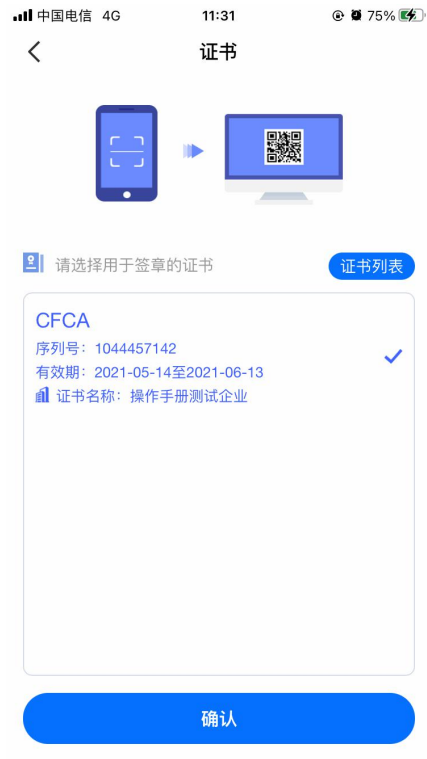 中国电信 4G 11:31 75%
证书
请选择用于签章的证书 证书列表
CFCA
序列号：1044457142
有效期：2021-05-14至2021-06-13
证书名称：操作手册测试企业
确认